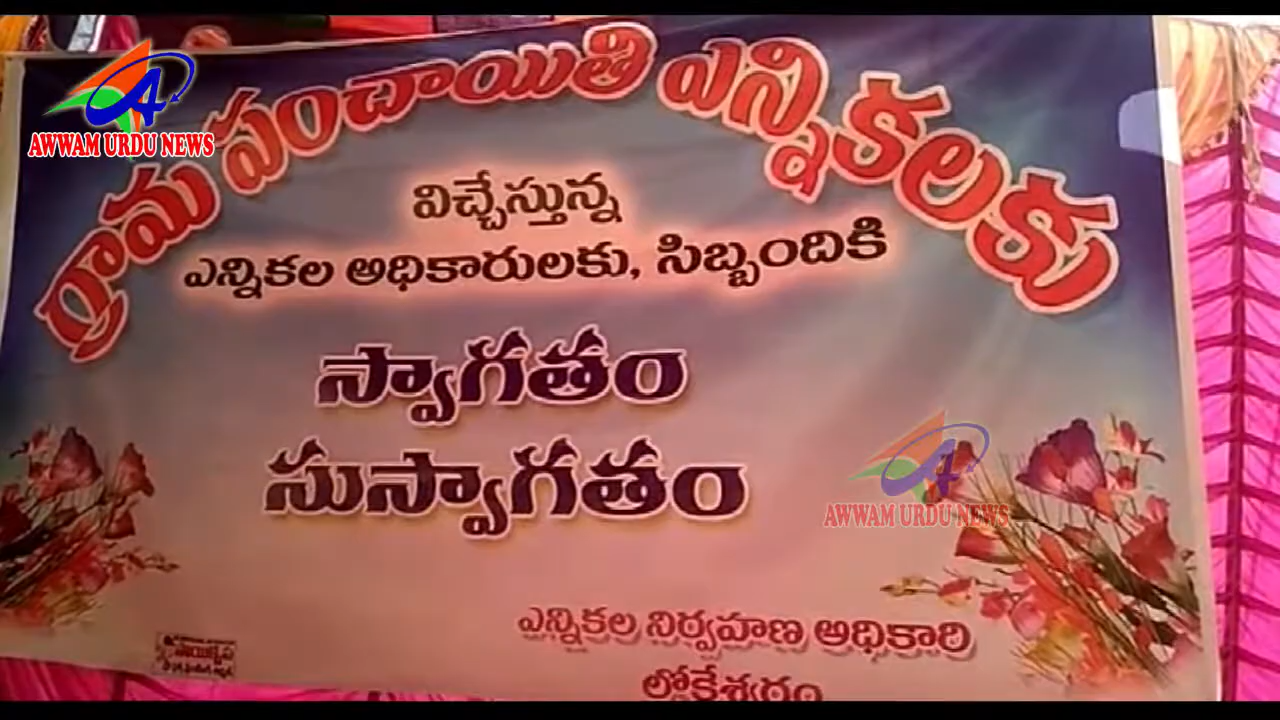 AWWAM URDU NEWS
గ్రామ పంచాయితి ఎన్నికలకు
విచ్చేస్తున్న
ఎన్నికల అధికారులకు, సిబ్బందికి
స్వాగతం
సుస్వాగతం
AWWAM URDU NEWS
ఎన్నికల నిర్వహణ అధికారి
లోకేశ్వరం